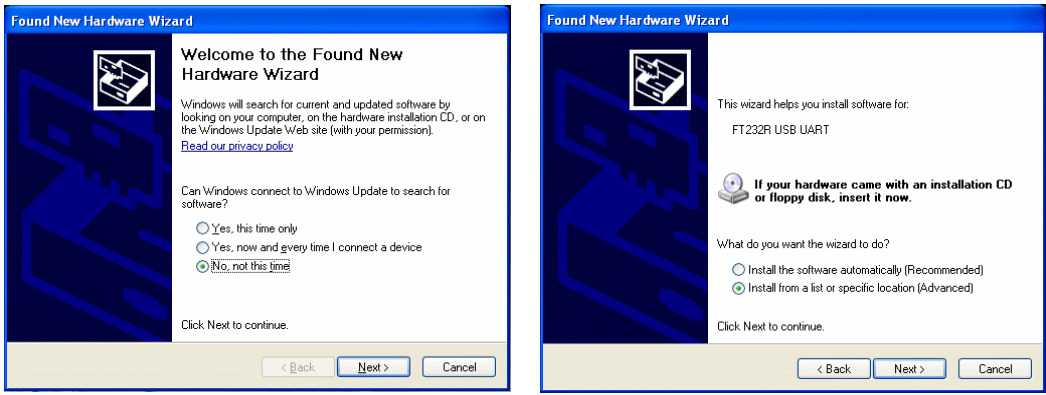 Found New Hardware Wizard
Welcome to the Found New
Hardware Wizard
Windows will search for current and updated software by
looking on your computer, on the hardware installation CD, or on
the Windows Update Web site (with your permission).
Read our privacy policy
Can Windows connect to Windows Update to search for
software?
Yes, this time only
Yes, now and every time I connect a device
No, not this time
Click Next to continue.
< Back
Next >
Cancel
Found New Hardware Wizard
This wizard helps you install software for:
FT232R USB UART
If your hardware came with an installation CD
or floppy disk, insert it now.
What do you want the wizard to do?
Install the software automatically (Recommended)
Install from a list or specific location (Advanced)
Click Next to continue.
< Back
Next >
Cancel